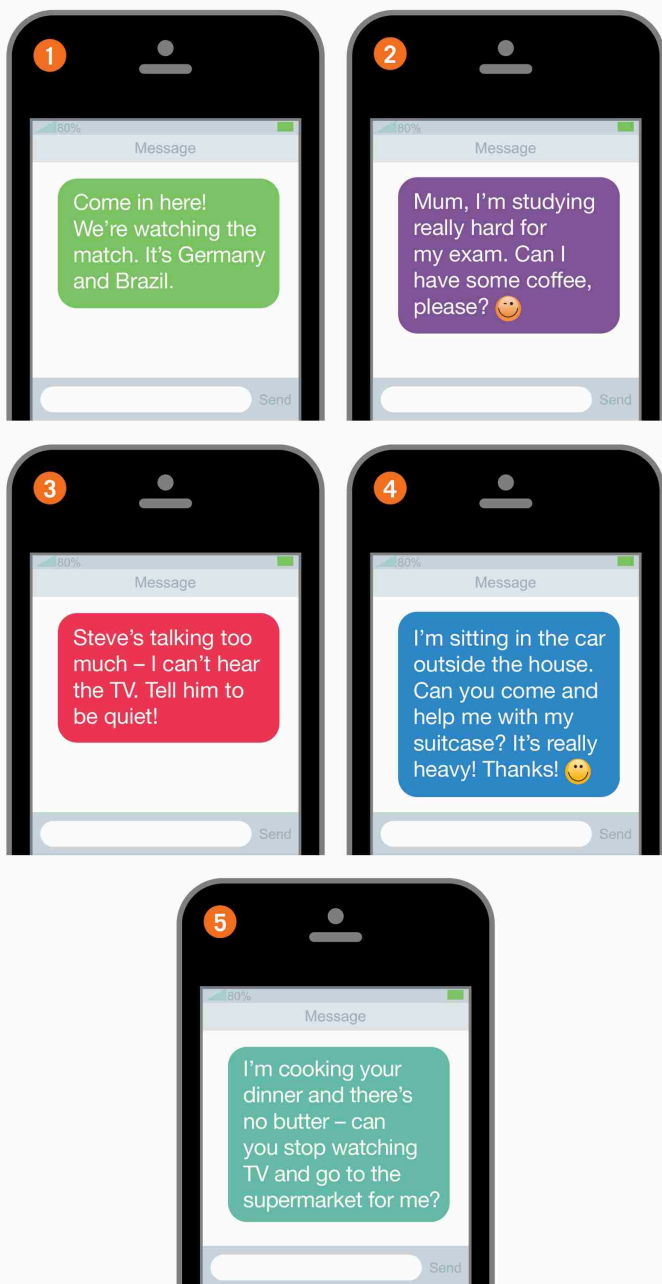 1
80%
Message
Come in here!
We're watching the
match. It's Germany
and Brazil.
Send
2
80%
Message
Mum, I'm studying
really hard for
my exam. Can I
have some coffee,
please?
Send
3
80%
Message
Steve's talking too
much – I can't hear
the TV. Tell him to
be quiet!
Send
4
80%
Message
I'm sitting in the car
outside the house.
Can you come and
help me with my
suitcase? It's really
heavy! Thanks!
Send
5
80%
Message
I'm cooking your
dinner and there's
no butter – can
you stop watching
TV and go to the
supermarket for me?
Send